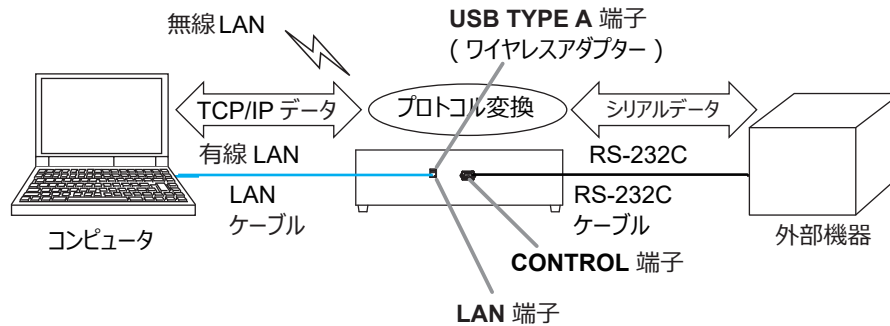 無線 LAN
USB TYPE A 端子
( ワイヤレスアダプター )
TCP/IP データ
プロトコル変換
シリアルデータ
有線 LAN
RS-232C
LAN
ケーブル
RS-232C
ケーブル
コンピュータ
外部機器
CONTROL 端子
LAN 端子